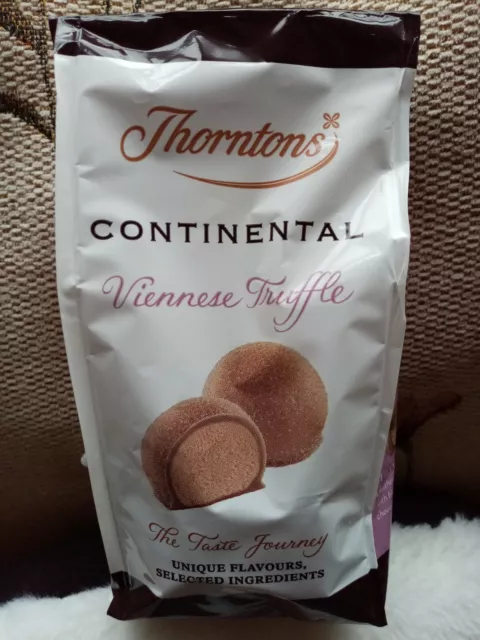 Thorntons
CONTINENTAL
Viennese Truffle
The Taste Journey
UNIQUE FLAVOURS,
SELECTED INGREDIENTS